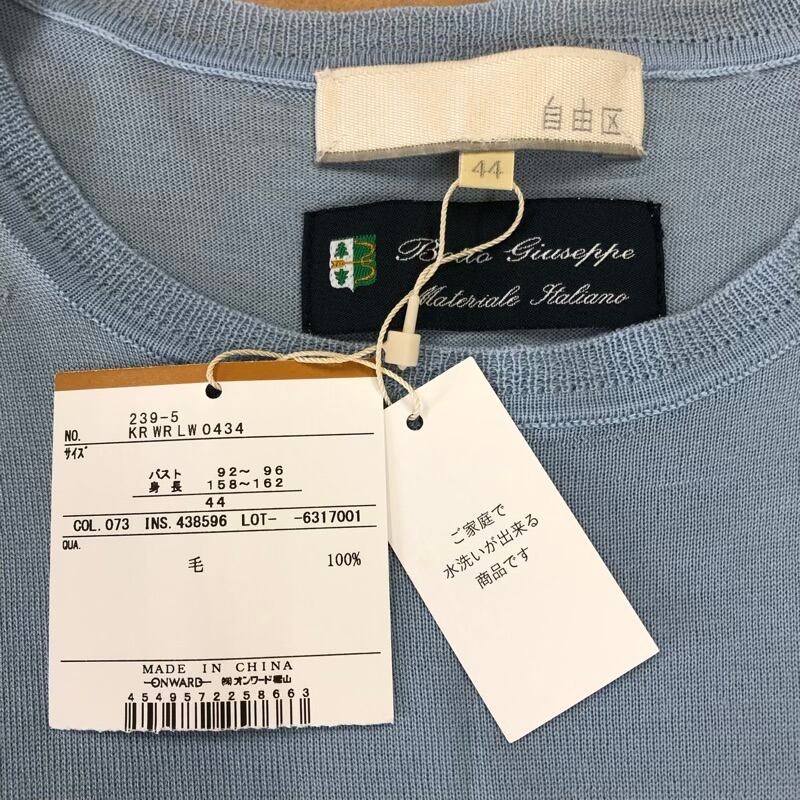 自由区
44
Botto Giuseppe
Materiale Italiano
239-5
NO. KRWRLW0434
サイズ
バスト 92～ 96
身 長 158～162
44
COL. 073 INS. 438596 LOT- -6317001
QUA.
毛 100%
MADE IN CHINA
ONWARD ㈱オンワード樫山
4549572258663
ご家庭で
水洗いが出来る
商品です